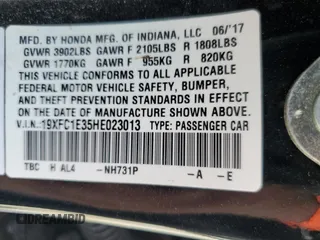 MFD. BY HONDA MFG. OF INDIANA, LLC 06/'17
GVWR 3902LBS GAWR F 2105LBS R 1808LBS
GVWR 1770KG GAWR F 955KG R 820KG
THIS VEHICLE CONFORMS TO ALL APPLICABLE
FEDERAL MOTOR VEHICLE SAFETY, BUMPER,
AND THEFT PREVENTION STANDARDS IN EFFECT
ON THE DATE OF MANUFACTURE SHOWN ABOVE.
V.I.N.: 19XFC1E35HE023013 TYPE: PASSENGER CAR
TBC H AL4 -NH731P -A -E
© IDREAMBID